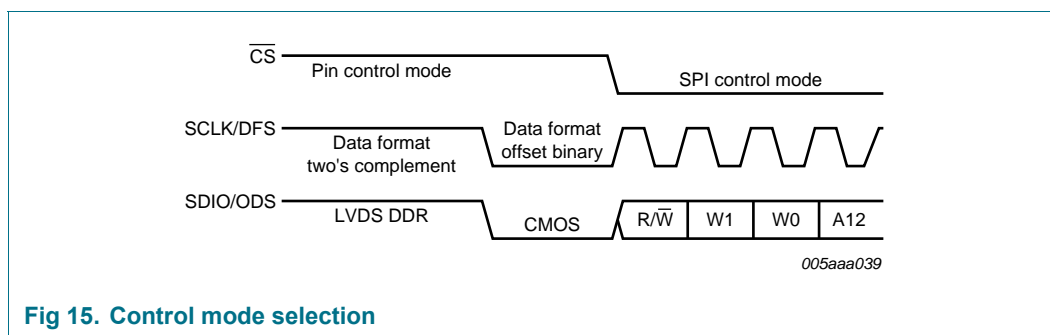 C̅S̅
Pin control mode
SPI control mode
SCLK/DFS
Data format
two's complement
Data format
offset binary
SDIO/ODS
LVDS DDR
CMOS
R/W̅
W1
W0
A12
005aaa039
Fig 15. Control mode selection